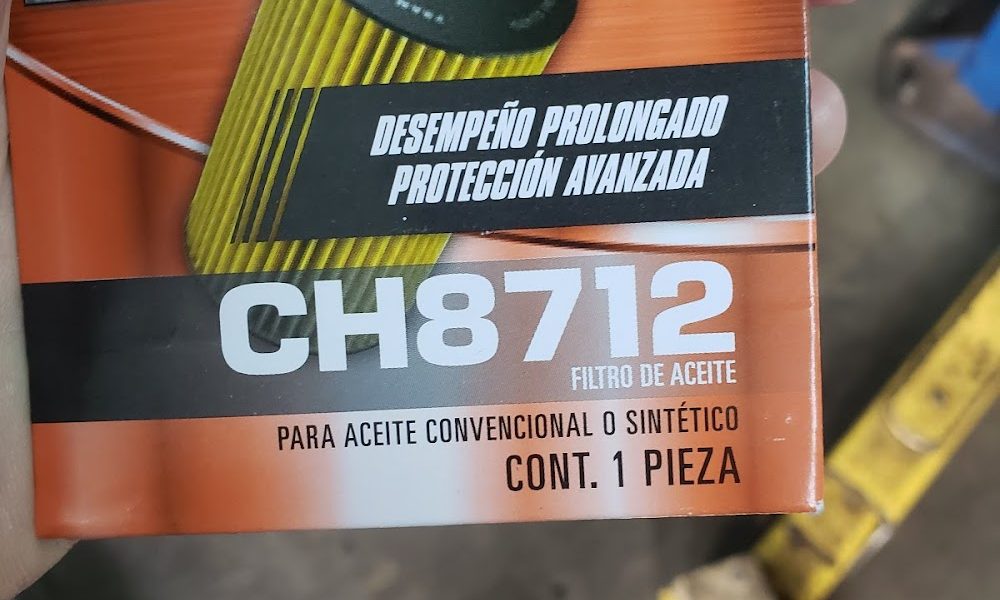 DESEMPEÑO PROLONGADO
PROTECCIÓN AVANZADA
CH8712
FILTRO DE ACEITE
PARA ACEITE CONVENCIONAL O SINTÉTICO
CONT. 1 PIEZA